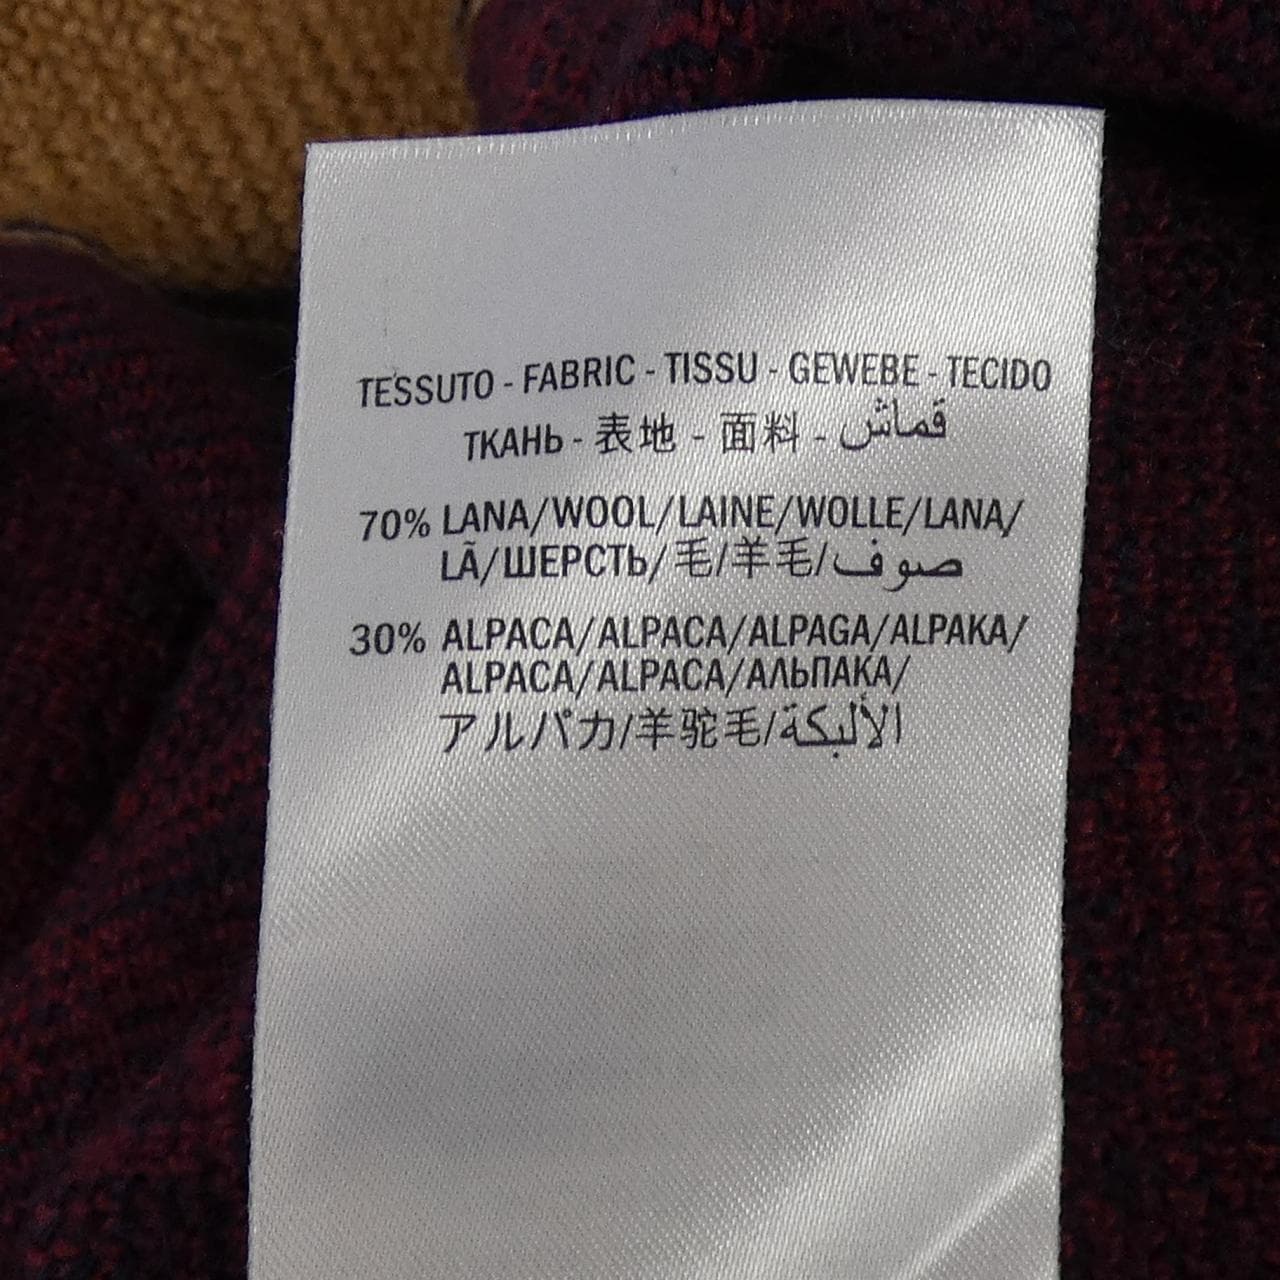 TESSUTO - FABRIC - TISSU - GEWEBE - TECIDO
ТКАНЬ - 表地 - 面料 - قماش
70% LANA/WOOL/LAINE/WOLLE/LANA/
LÃ/ШЕРСТЬ/毛/羊毛/صوف
30% ALPACA/ALPACA/ALPAGA/ALPAKA/
ALPACA/ALPACA/АЛЬПАКА/
アルパカ/羊驼毛/الألبكة